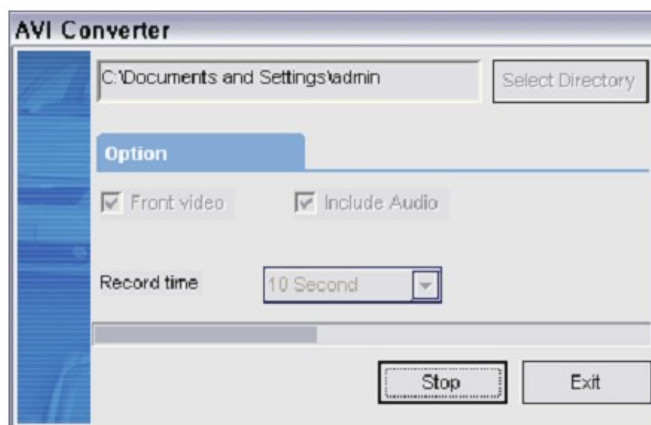 AVI Converter
C:\Documents and Settings\admin
Select Directory
Option
Front video
Include Audio
Record time
10 Second
Stop
Exit